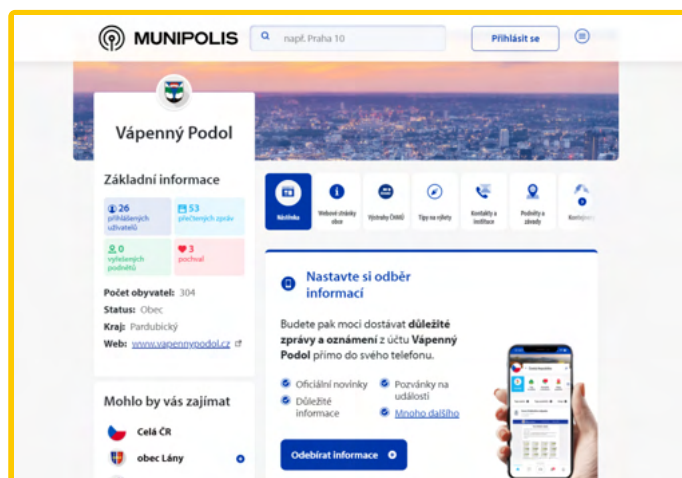 MUNIPOLIS
např. Praha 10
Přihlásit se
Vápenný Podol
Základní informace
26
přihlášených
uživatelů
53
přečtených zpráv
0
vyřešených
podnětů
3
pochval
Počet obyvatel: 304
Status: Obec
Kraj: Pardubický
Web: www.vapennypodol.cz
Mohlo by vás zajímat
Celá ČR
obec Lány
Nástěnka
Webové stránky
obce
Výstrahy ČHMÚ
Tipy na výlety
Kontakty a
instituce
Podněty a
závady
Nastavte si odběr
informací
Budete pak moci dostávat důležité
zprávy a oznámení z účtu Vápenný
Podol přímo do svého telefonu.
Oficiální novinky
Důležité
informace
Pozvánky na
události
Mnoho dalšího
Odebírat informace